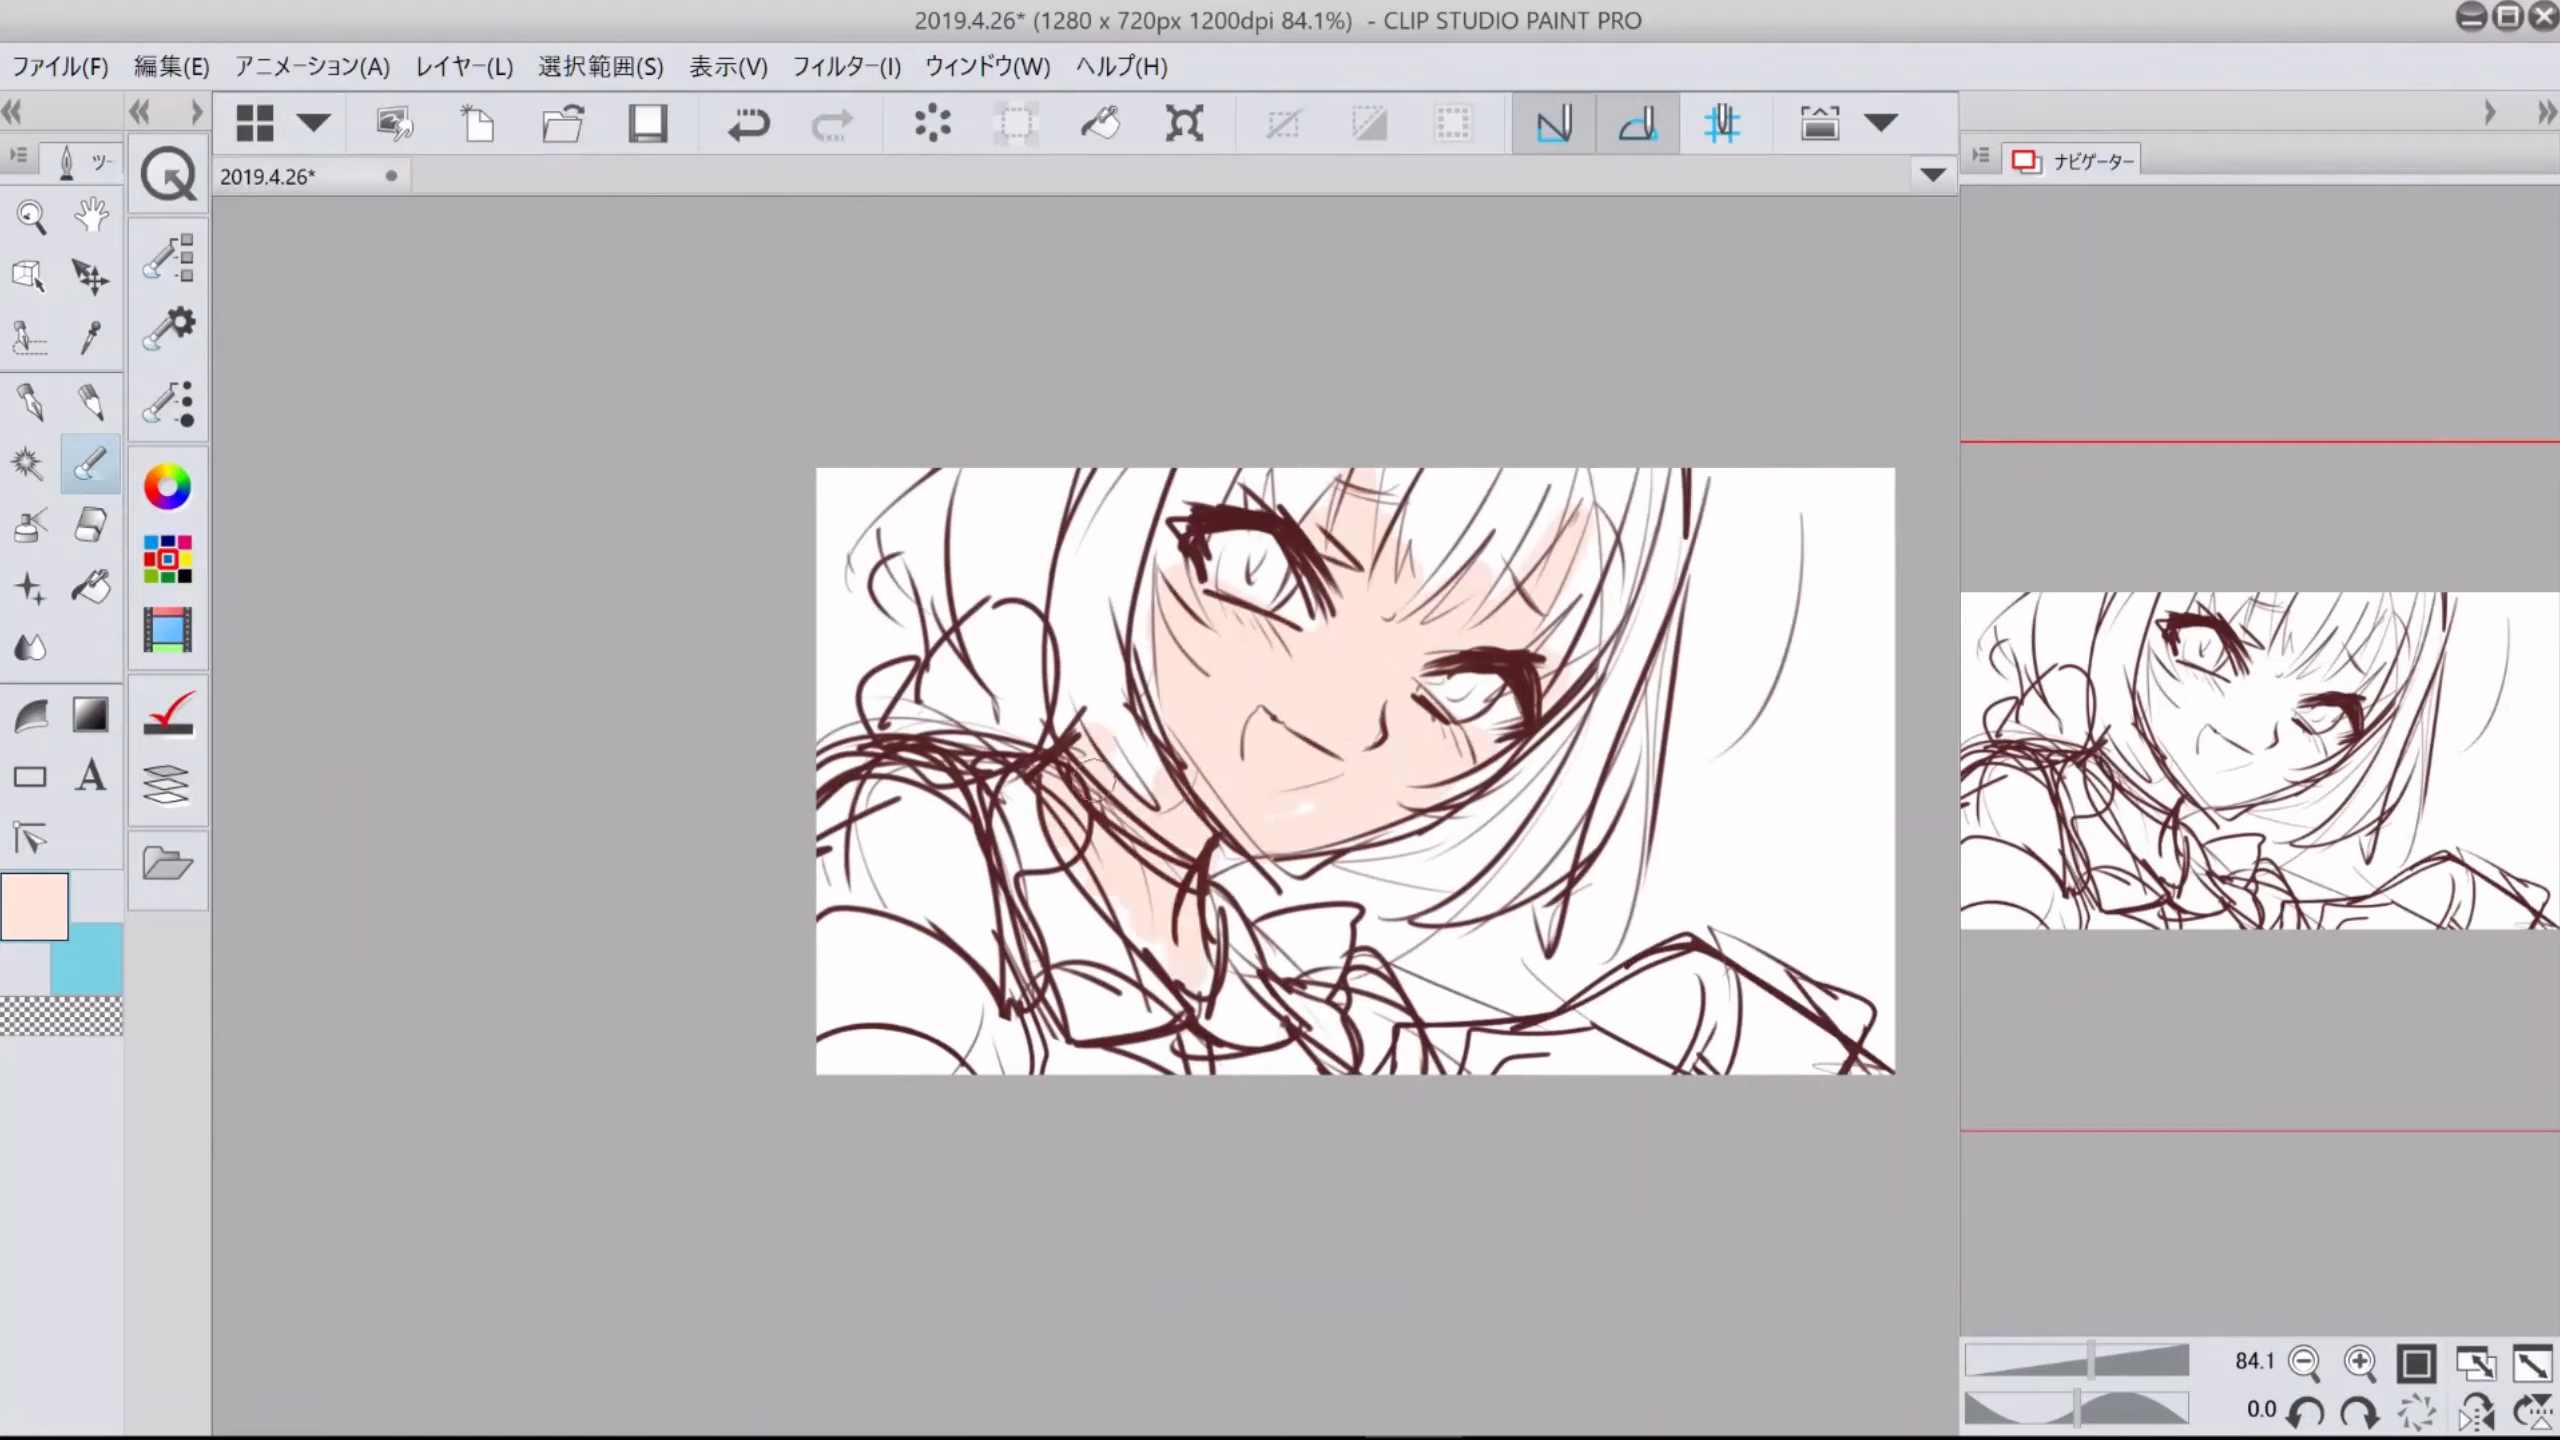 2019.4.26* (1280 x 720px 1200dpi 84.1%) - CLIP STUDIO PAINT PRO
ファイル(F) 編集(E) アニメーション(A) レイヤー(L) 選択範囲(S) 表示(V) フィルター(I) ウィンドウ(W) ヘルプ(H)
ツー
2019.4.26*
ナビゲーター
84.1
0.0